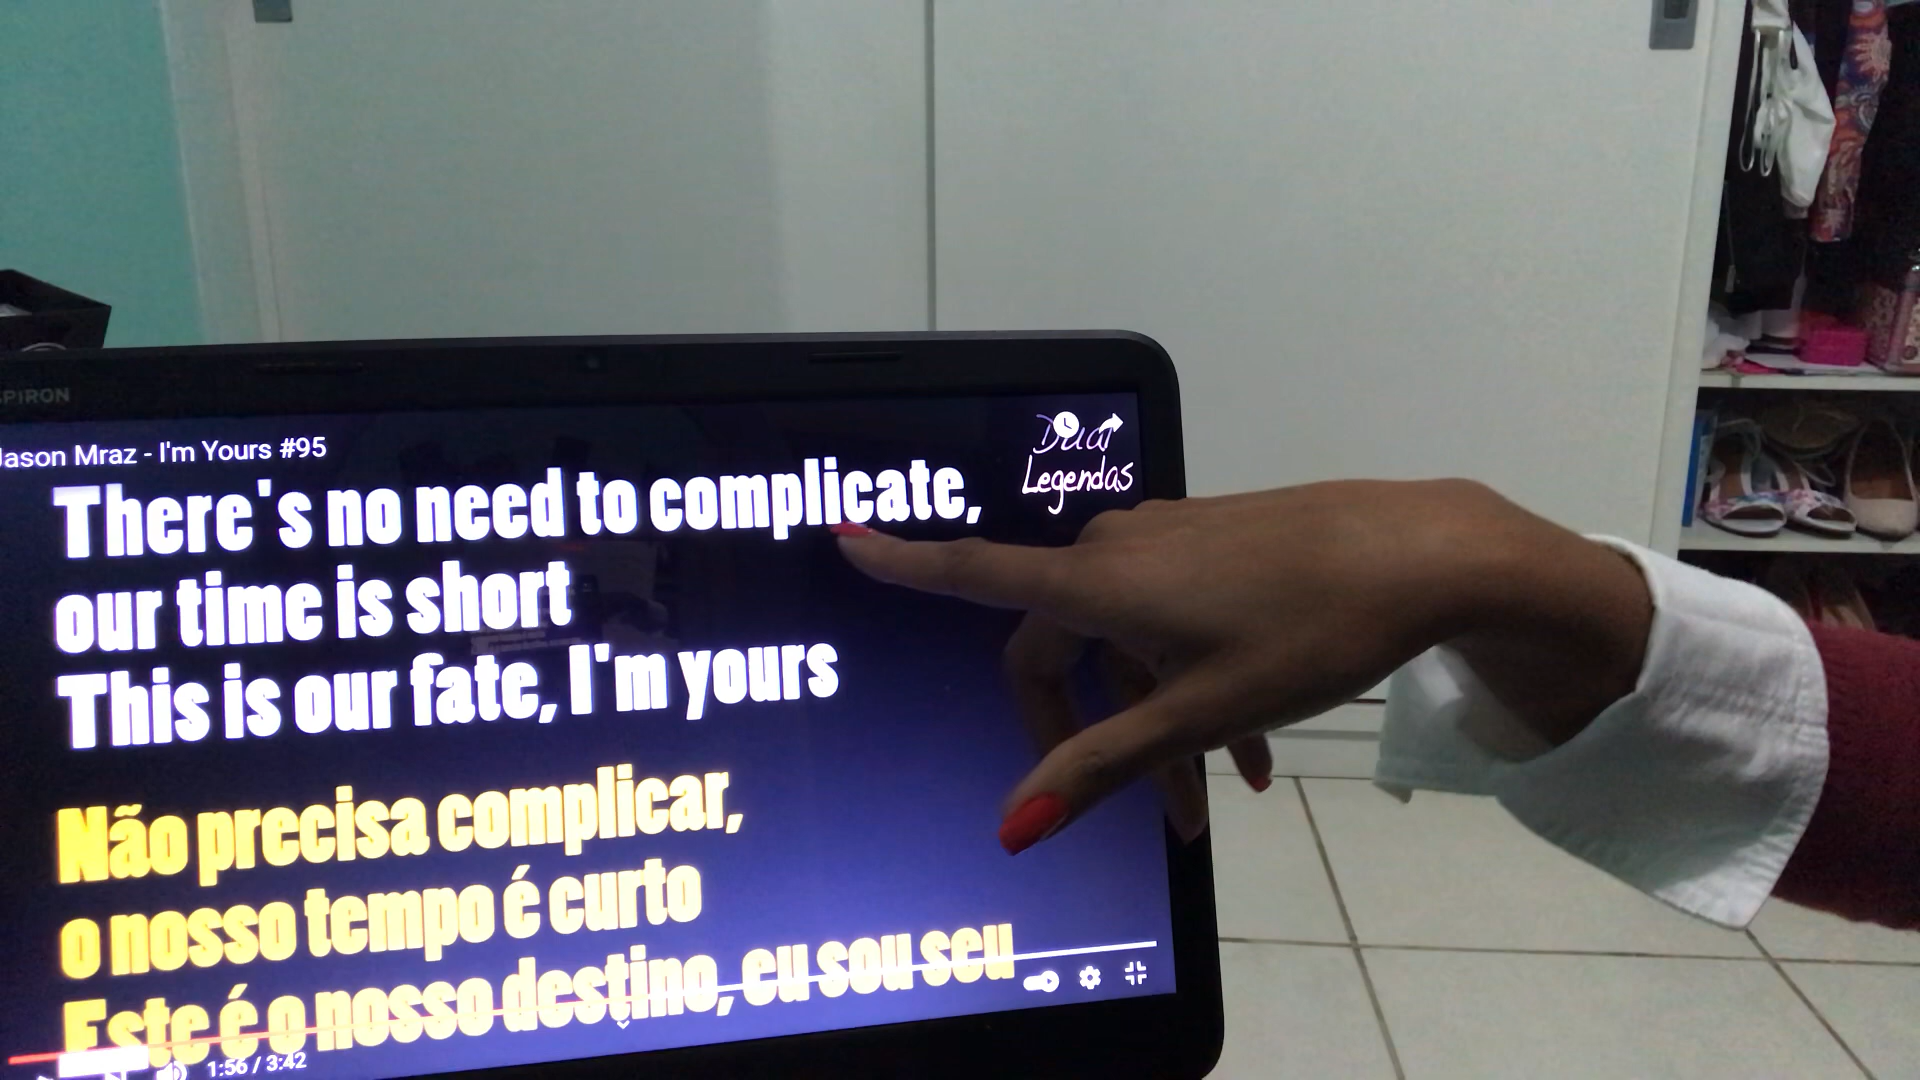 Jason Mraz - I'm Yours #95
Legendas
There's no need to complicate,
our time is short
This is our fate, I'm yours
Não precisa complicar,
o nosso tempo é curto
Este é o nosso destino, eu sou seu
1:56 / 3:42